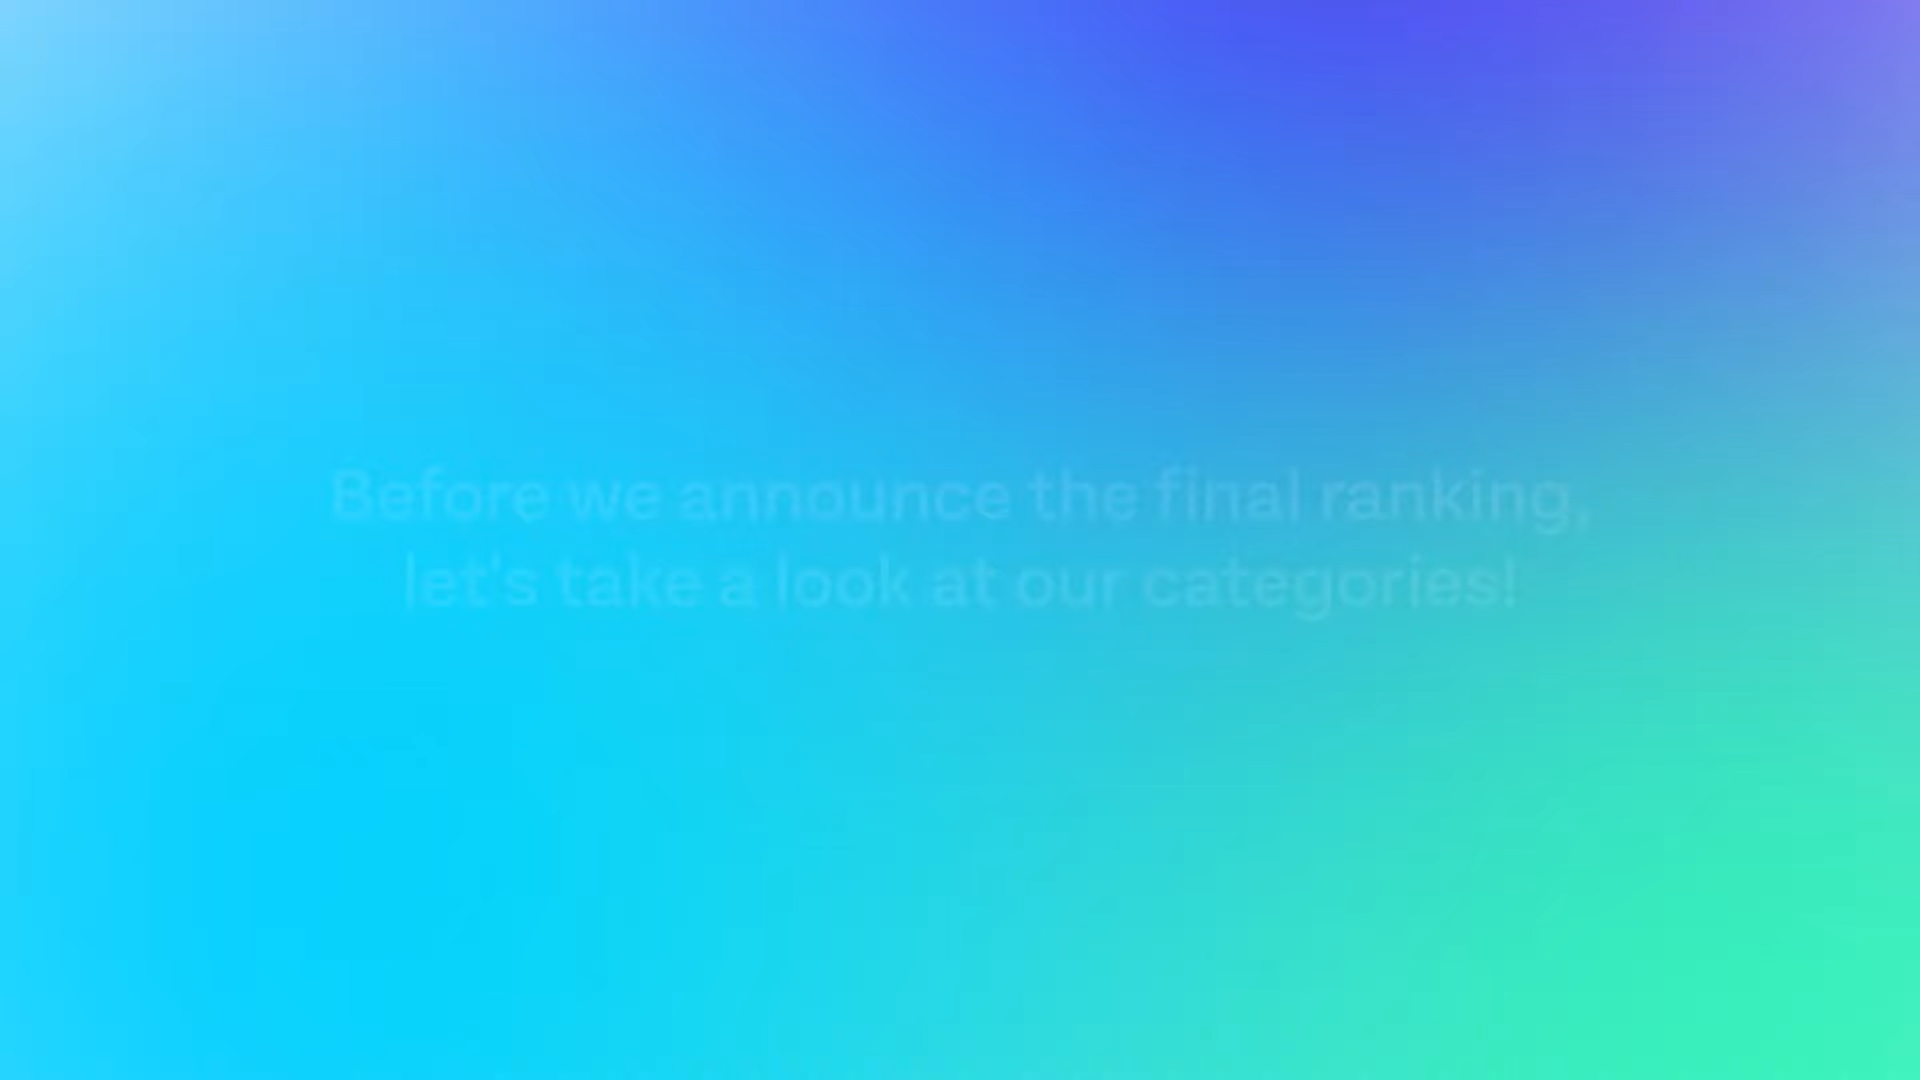 Before we announce the final ranking,
let's take a look at our categories!